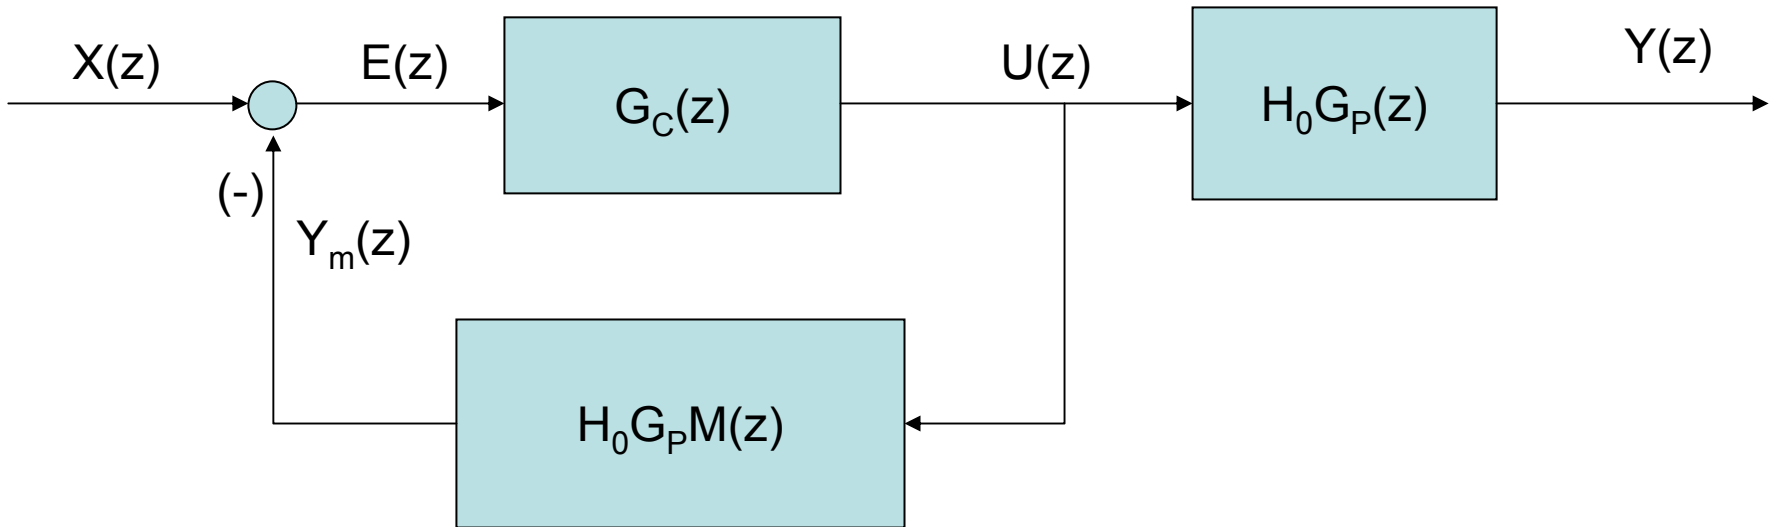 X(z)
E(z)
G_C(z)
U(z)
H_0G_P(z)
Y(z)
(-)
Y_m(z)
H_0G_PM(z)